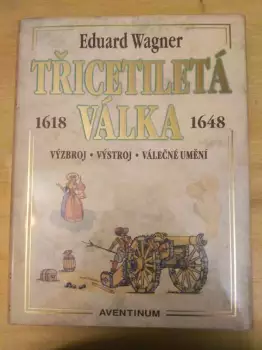 Eduard Wagner
TŘICETILETÁ
1618 VÁLKA 1648
VÝZBROJ • VÝSTROJ • VÁLEČNÉ UMĚNÍ
AVENTINUM